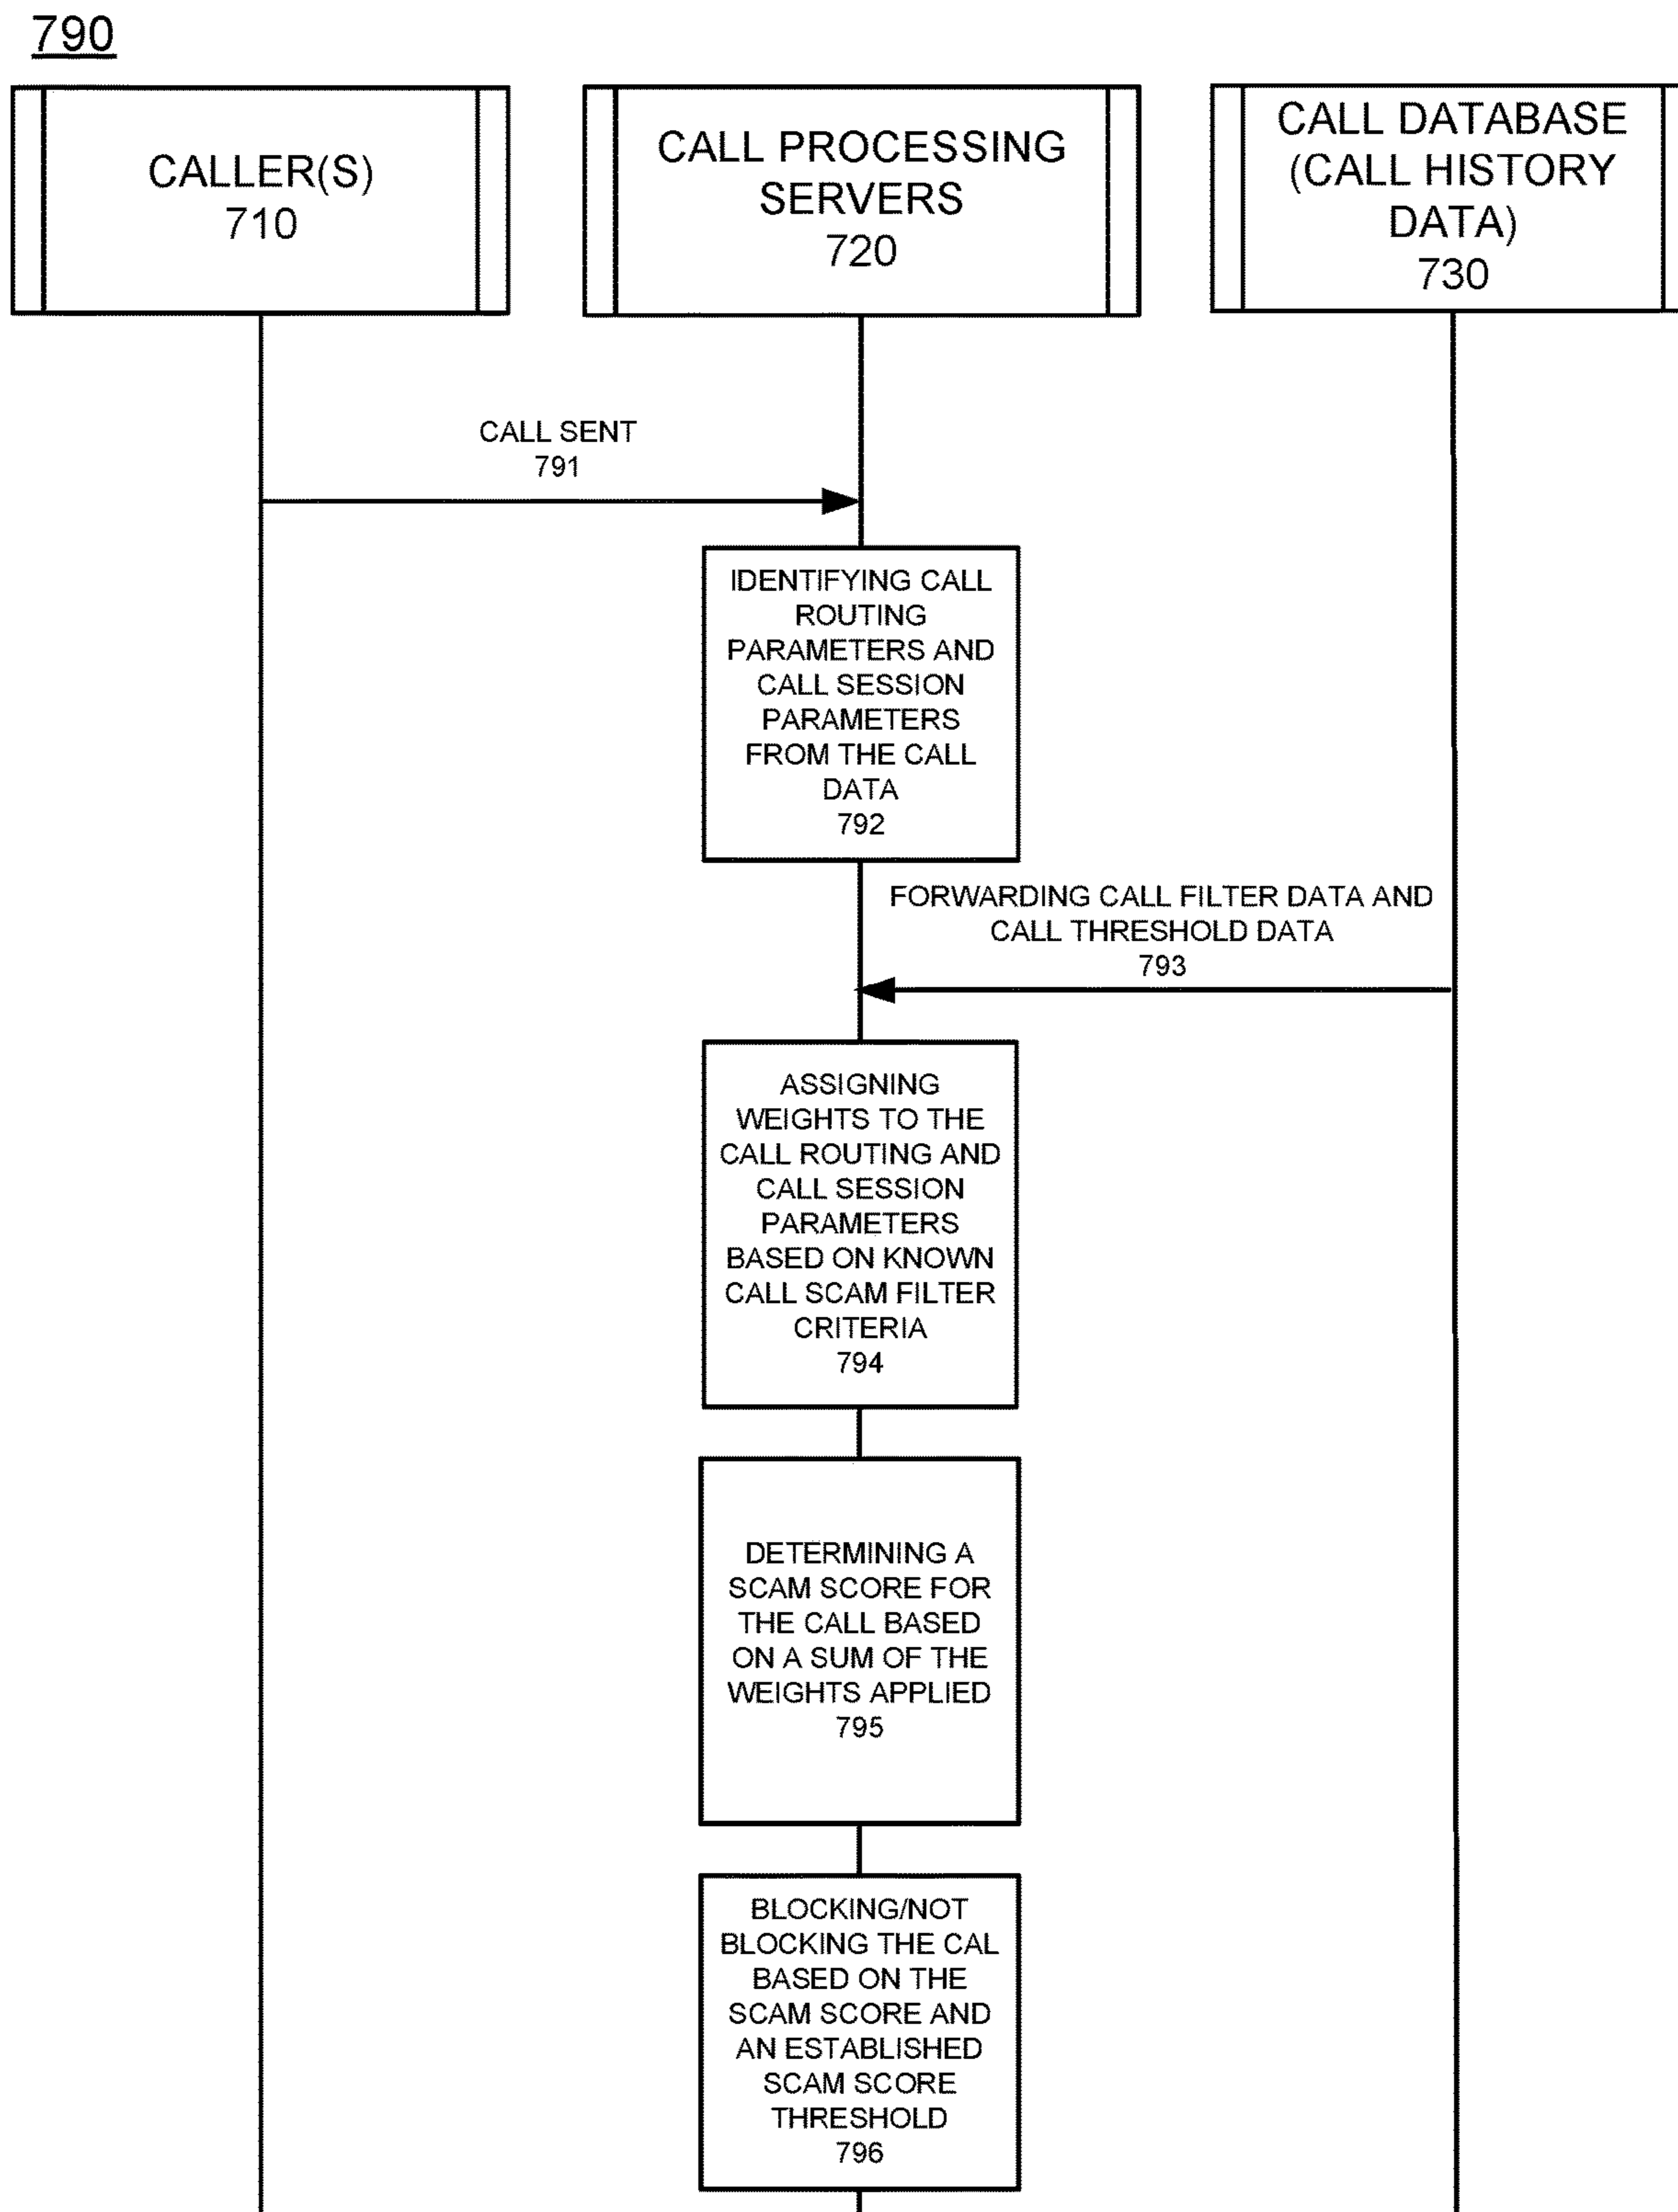 790
CALLER(S)
710
CALL PROCESSING
SERVERS
720
CALL DATABASE
(CALL HISTORY
DATA)
730
CALL SENT
791
IDENTIFYING CALL
ROUTING
PARAMETERS AND
CALL SESSION
PARAMETERS
FROM THE CALL
DATA
792
FORWARDING CALL FILTER DATA AND
CALL THRESHOLD DATA
793
ASSIGNING
WEIGHTS TO THE
CALL ROUTING AND
CALL SESSION
PARAMETERS
BASED ON KNOWN
CALL SCAM FILTER
CRITERIA
794
DETERMINING A
SCAM SCORE FOR
THE CALL BASED
ON A SUM OF THE
WEIGHTS APPLIED
795
BLOCKING/NOT
BLOCKING THE CAL
BASED ON THE
SCAM SCORE AND
AN ESTABLISHED
SCAM SCORE
THRESHOLD
796